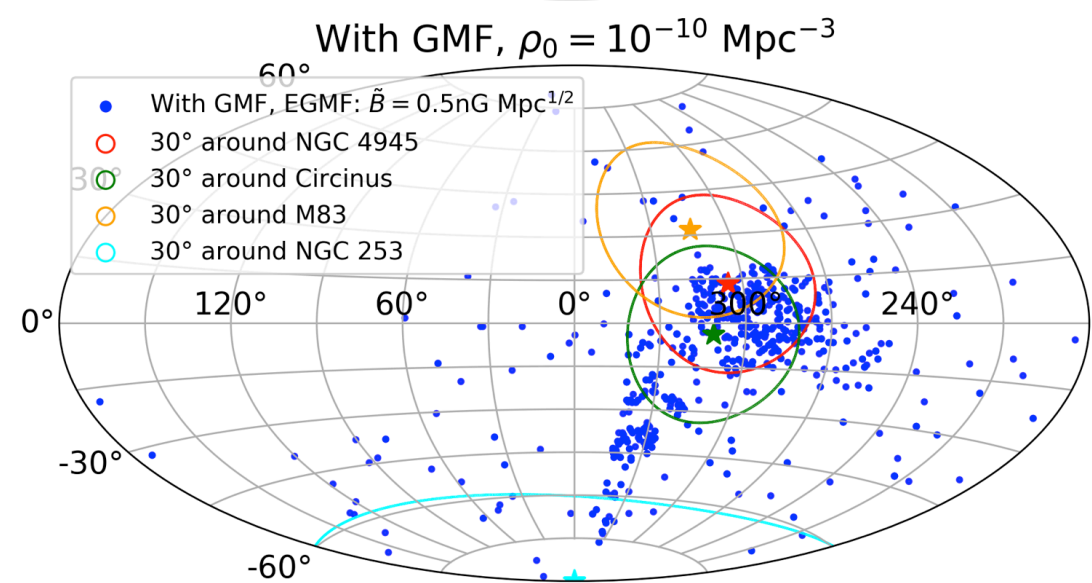 With GMF, ρ₀ = 10⁻¹⁰ Mpc⁻³
60°
With GMF, EGMF: B̃ = 0.5nG Mpc^{1/2}
30° around NGC 4945
30°
30° around Circinus
30° around M83
30° around NGC 253
0° 120° 60° 0° 300° 240°
-30°
-60°